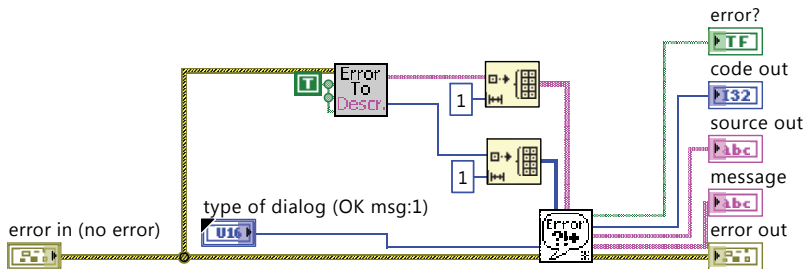 error?
TF
code out
I32
source out
abc
message
abc
error out
Error
To
Descr.
T
1
1
type of dialog (OK msg:1)
U16
error in (no error)
Error
?!+